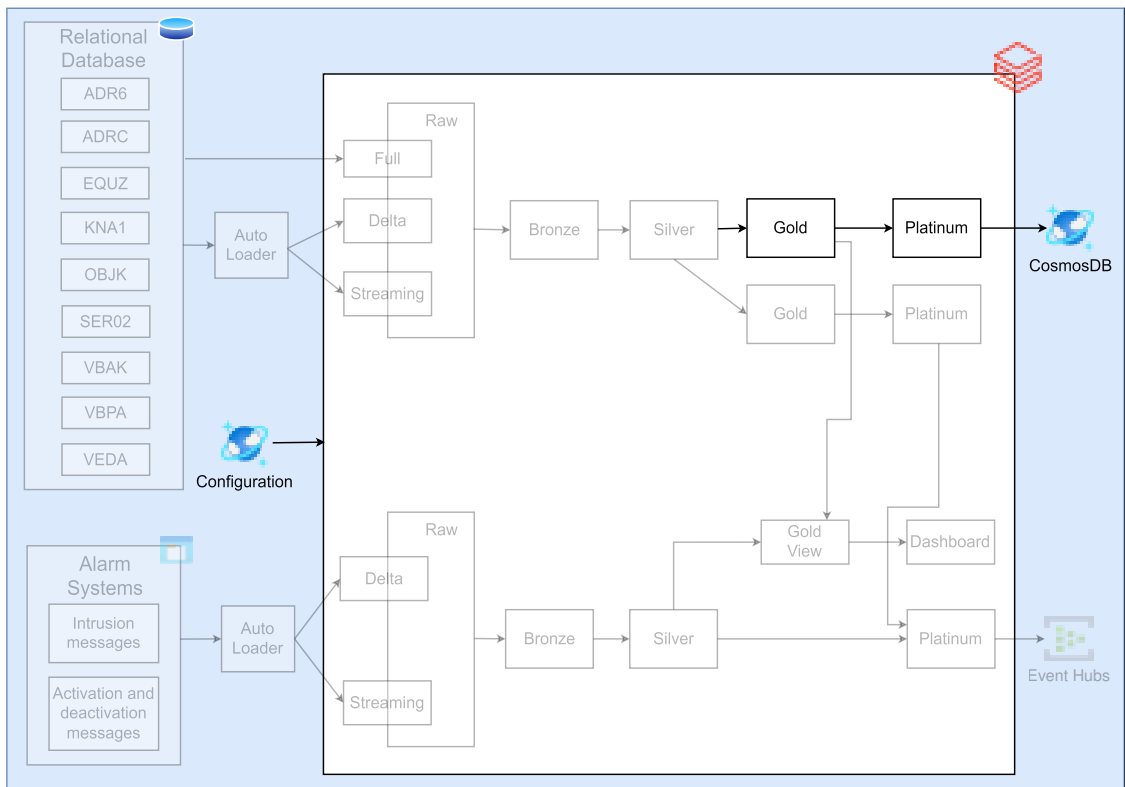 Relational
Database
ADR6
ADRC
EQUZ
KNA1
OBJK
SER02
VBAK
VBPA
VEDA
Auto
Loader
Raw
Full
Delta
Streaming
Bronze
Silver
Gold
Platinum
CosmosDB
Gold
Platinum
Configuration
Alarm
Systems
Intrusion
messages
Activation and
deactivation
messages
Auto
Loader
Raw
Delta
Streaming
Bronze
Silver
Gold
View
Dashboard
Platinum
Event Hubs